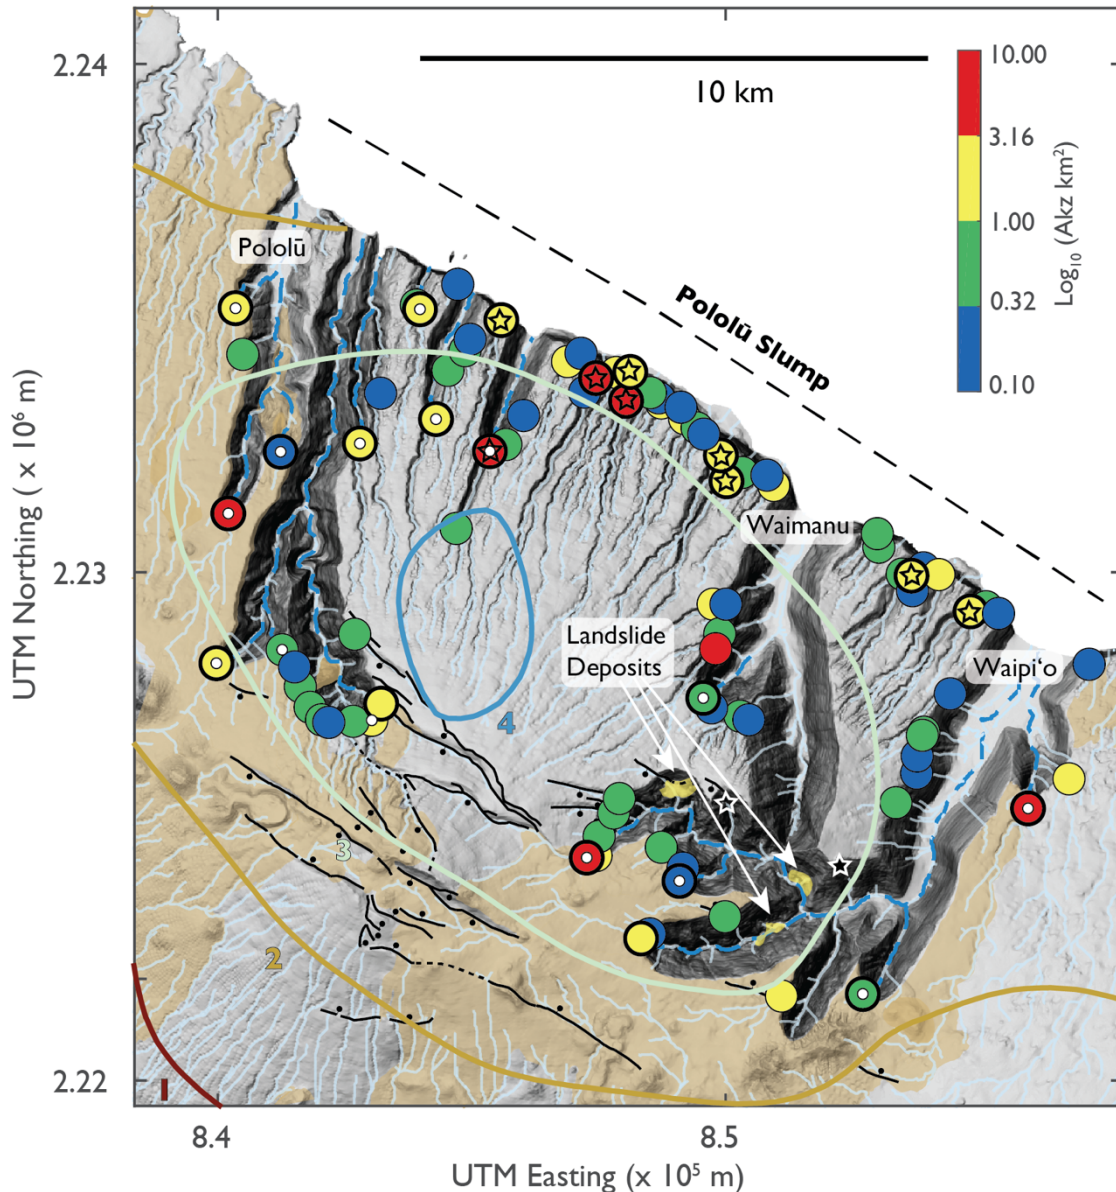 2.24
2.23
2.22
UTM Northing ( x 10⁶ m)
8.4
8.5
UTM Easting (x 10⁵ m)
10 km
10.00
3.16
1.00
0.32
0.10
Log₁₀ (Akz km²)
Pololū
Pololū Slump
Waimanu
Landslide
Deposits
Waipiʻo
4
3
2
1